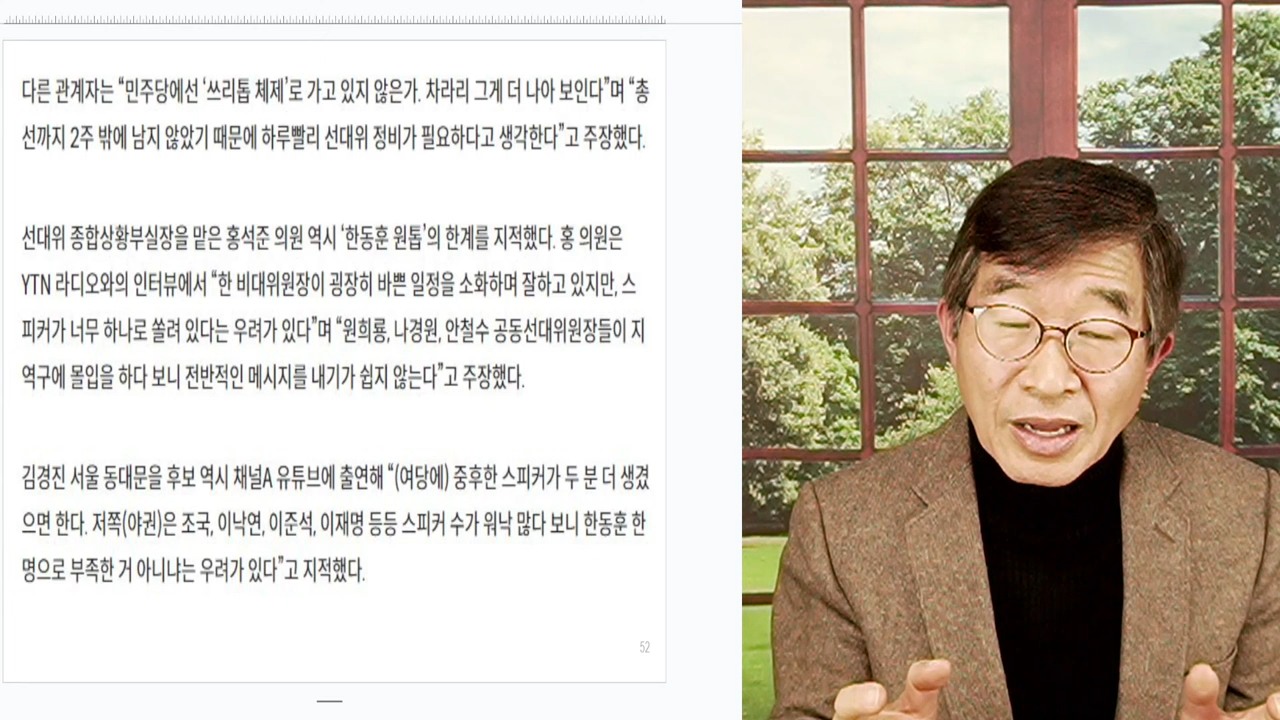 다른 관계자는 “민주당에선 ‘쓰리톱 체제’로 가고 있지 않은가. 차라리 그게 더 나아 보인다”며 “총
선까지 2주 밖에 남지 않았기 때문에 하루빨리 선대위 정비가 필요하다고 생각한다”고 주장했다.
선대위 종합상황부실장을 맡은 홍석준 의원 역시 ‘한동훈 원톱’의 한계를 지적했다. 홍 의원은
YTN 라디오와의 인터뷰에서 “한 비대위원장이 굉장히 바쁜 일정을 소화하며 잘하고 있지만, 스
피커가 너무 하나로 쏠려 있다는 우려가 있다”며 “원희룡, 나경원, 안철수 공동선대위원장들이 지
역구에 몰입을 하다 보니 전반적인 메시지를 내기가 쉽지 않는다”고 주장했다.
김경진 서울 동대문을 후보 역시 채널A 유튜브에 출연해 “(여당에) 중후한 스피커가 두 분 더 생겼
으면 한다. 저쪽(야권)은 조국, 이낙연, 이준석, 이재명 등등 스피커 수가 워낙 많다 보니 한동훈 한
명으로 부족한 거 아니냐는 우려가 있다”고 지적했다.
52